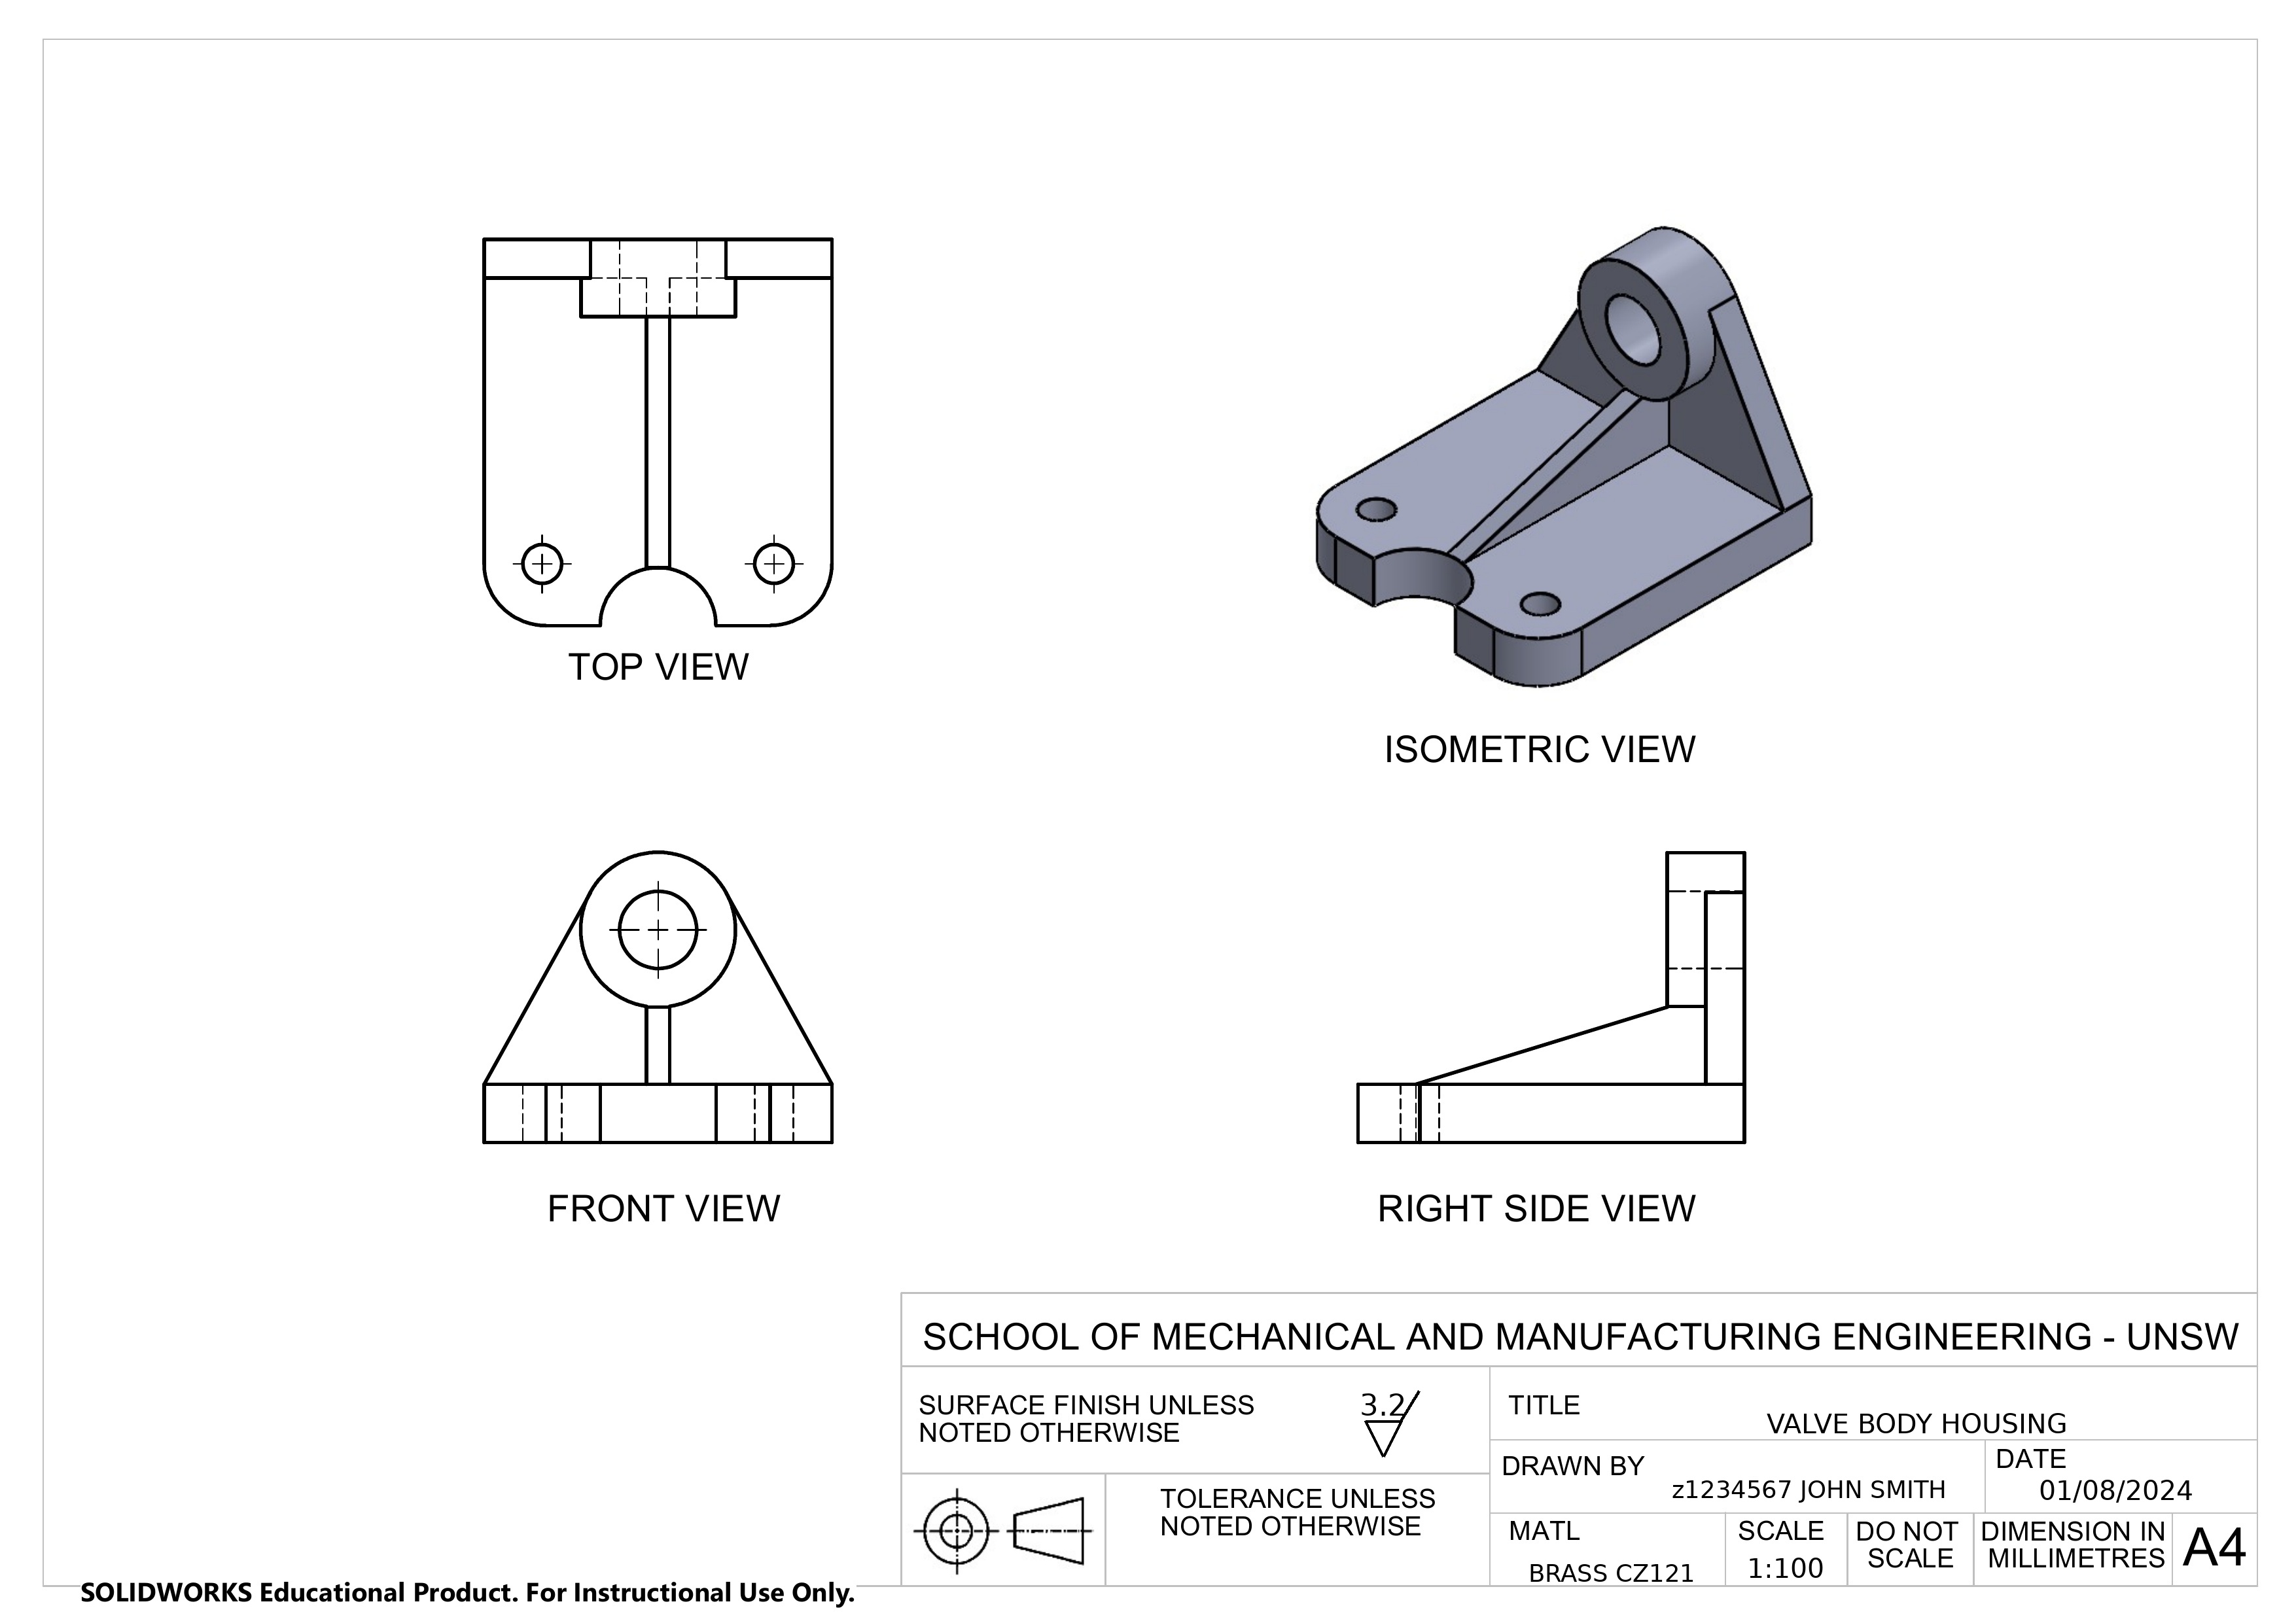 TOP VIEW
ISOMETRIC VIEW
FRONT VIEW
RIGHT SIDE VIEW
SCHOOL OF MECHANICAL AND MANUFACTURING ENGINEERING - UNSW
SURFACE FINISH UNLESS
NOTED OTHERWISE
3.2
TITLE
VALVE BODY HOUSING
DRAWN BY
z1234567 JOHN SMITH
DATE
01/08/2024
TOLERANCE UNLESS
NOTED OTHERWISE
MATL
BRASS CZ121
SCALE
1:100
DO NOT
SCALE
DIMENSION IN
MILLIMETRES
A4
SOLIDWORKS Educational Product. For Instructional Use Only.